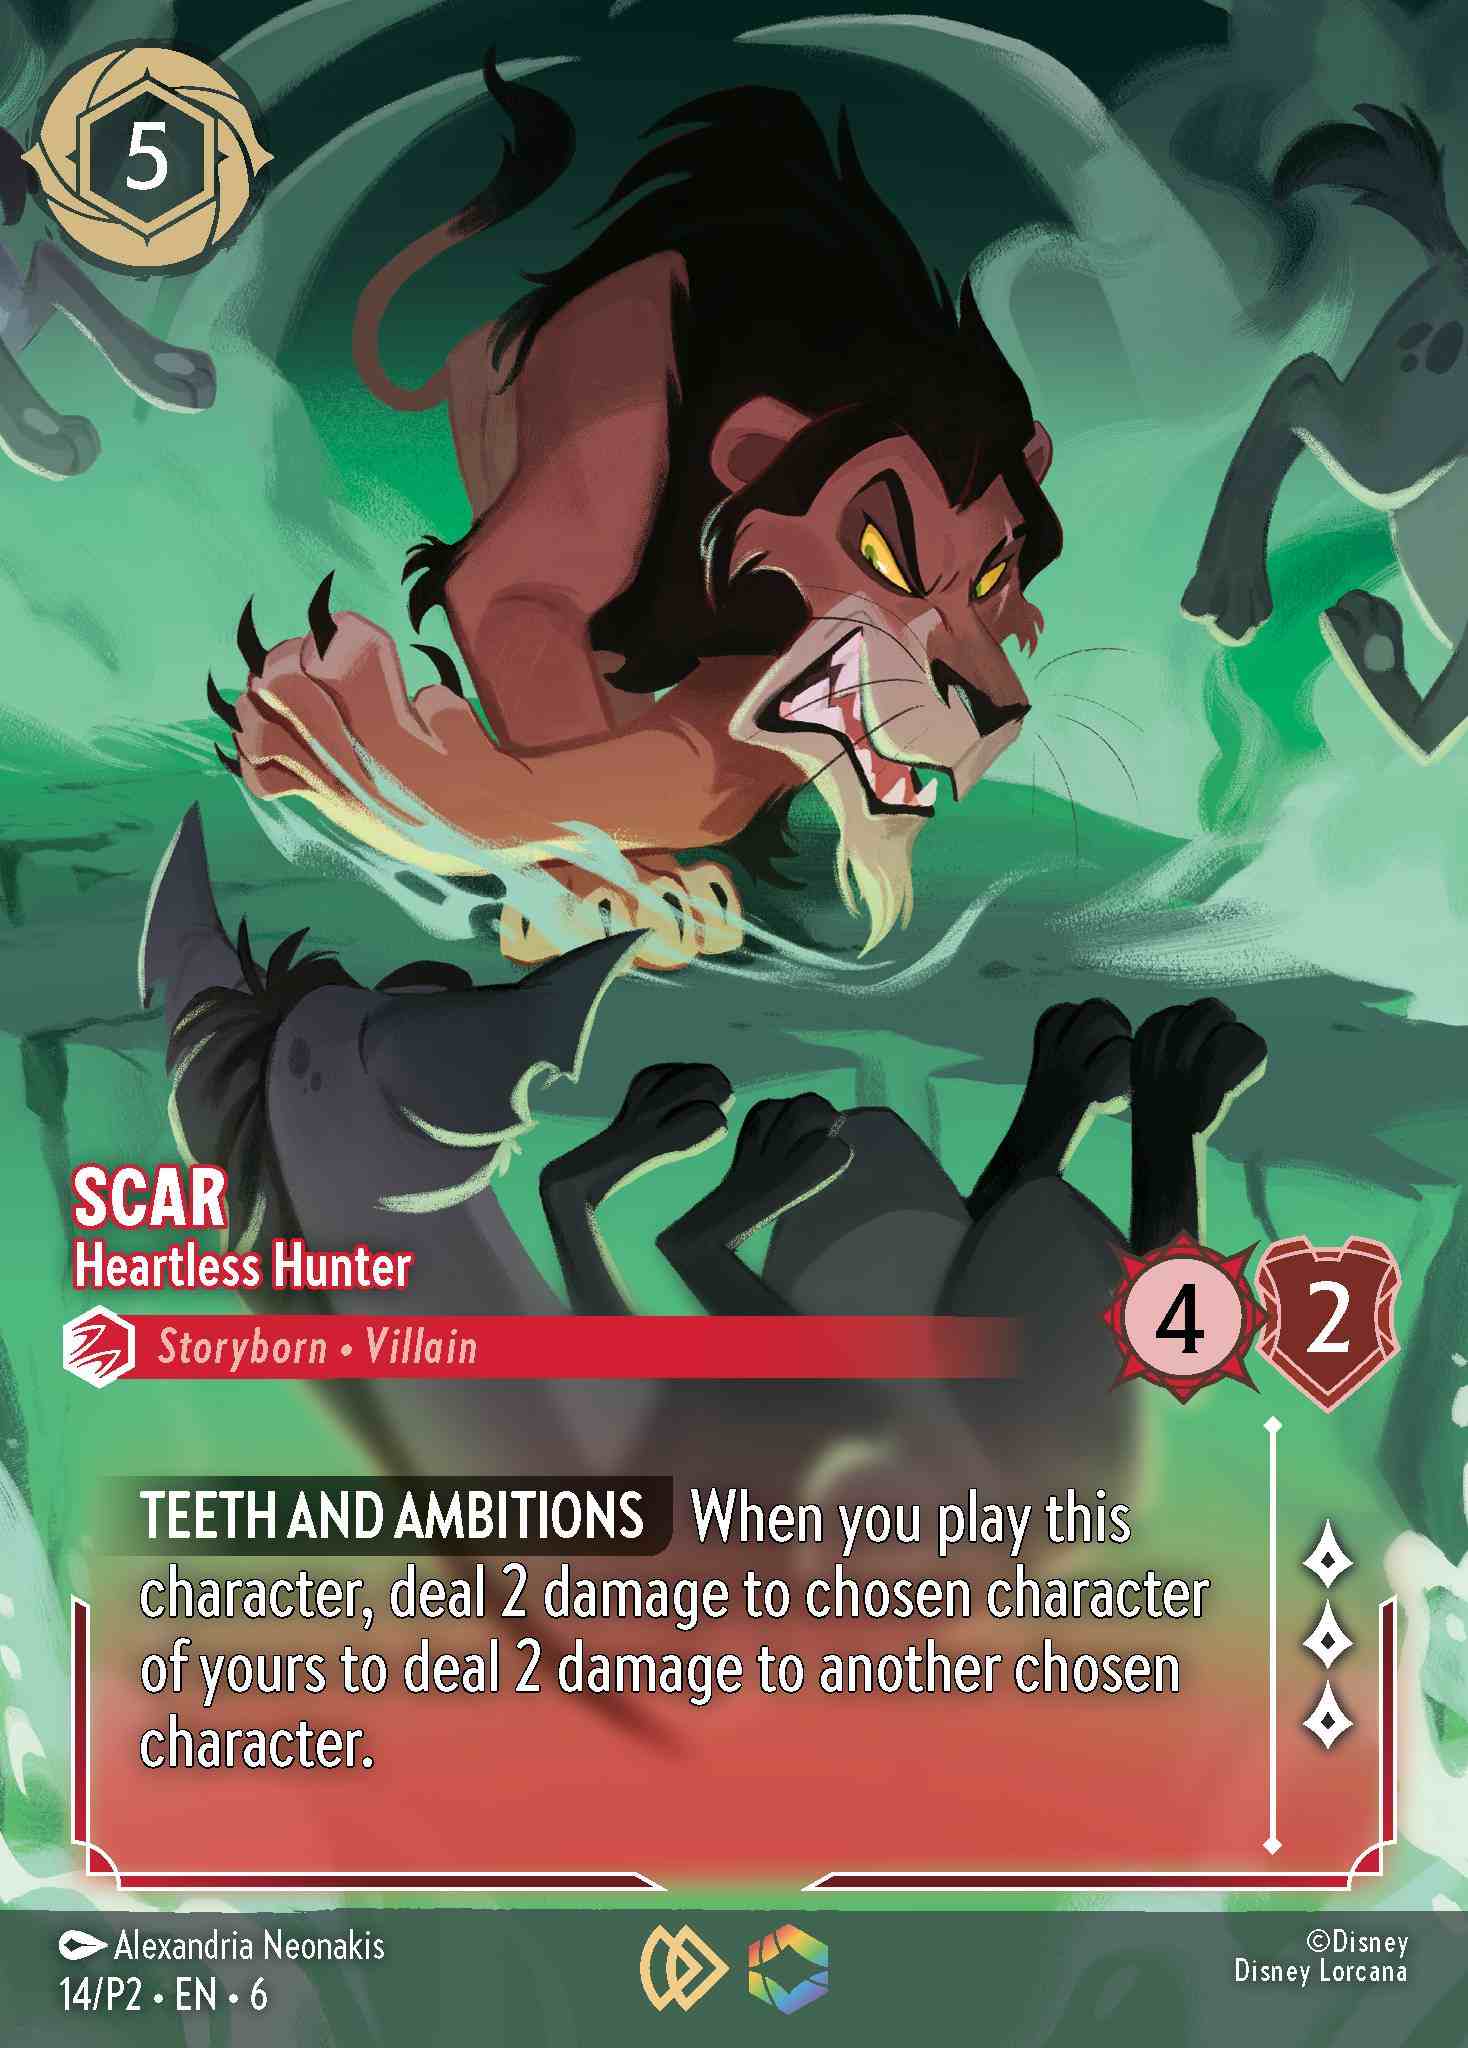 5
SCAR
Heartless Hunter
Storyborn • Villain
4 2
TEETH AND AMBITIONS When you play this
character, deal 2 damage to chosen character
of yours to deal 2 damage to another chosen
character.
Alexandria Neonakis
14/P2 • EN • 6
©Disney
Disney Lorcana